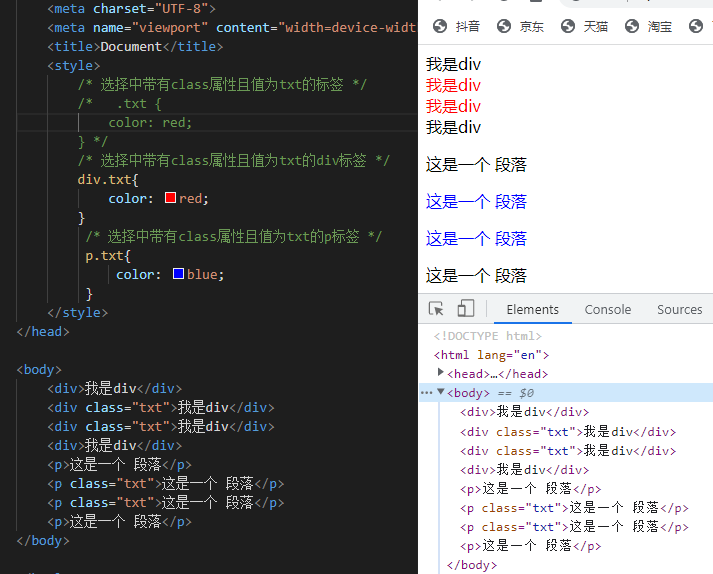 <meta charset="UTF-8">
<meta name="viewport" content="width=device-widt
<title>Document</title>
<style>
/* 选择中带有class属性且值为txt的标签 */
/*   .txt {
color: red;
} */
/* 选择中带有class属性且值为txt的div标签 */
div.txt{
color: red;
}
/* 选择中带有class属性且值为txt的p标签 */
p.txt{
color: blue;
}
</style>
</head>
<body>
<div>我是div</div>
<div class="txt">我是div</div>
<div class="txt">我是div</div>
<div>我是div</div>
<p>这是一个 段落</p>
<p class="txt">这是一个 段落</p>
<p class="txt">这是一个 段落</p>
<p>这是一个 段落</p>
</body>
抖音 京东 天猫 淘宝
我是div
我是div
我是div
我是div
这是一个 段落
这是一个 段落
这是一个 段落
这是一个 段落
Elements Console Sources
<!DOCTYPE html>
<html lang="en">
<head>…</head>
<body> == $0
<div>我是div</div>
<div class="txt">我是div</div>
<div class="txt">我是div</div>
<div>我是div</div>
<p>这是一个 段落</p>
<p class="txt">这是一个 段落</p>
<p class="txt">这是一个 段落</p>
<p>这是一个 段落</p>
</body>